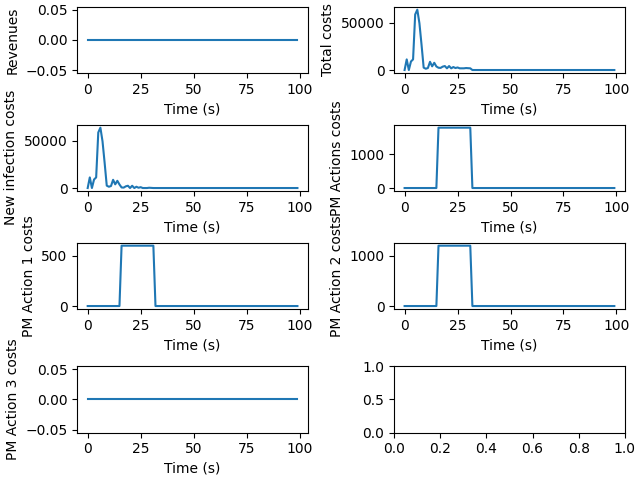 Revenues
0.05
0.00
−0.05
0 25 50 75 100
Time (s)
Total costs
50000
0
0 25 50 75 100
Time (s)
New infection costs
50000
0
0 25 50 75 100
Time (s)
PM Actions costs
1000
0
0 25 50 75 100
Time (s)
PM Action 1 costs
500
0
0 25 50 75 100
Time (s)
PM Action 2 costs
1000
0
0 25 50 75 100
Time (s)
PM Action 3 costs
0.05
0.00
−0.05
0 25 50 75 100
Time (s)
1.0
0.5
0.0
0.0 0.2 0.4 0.6 0.8 1.0